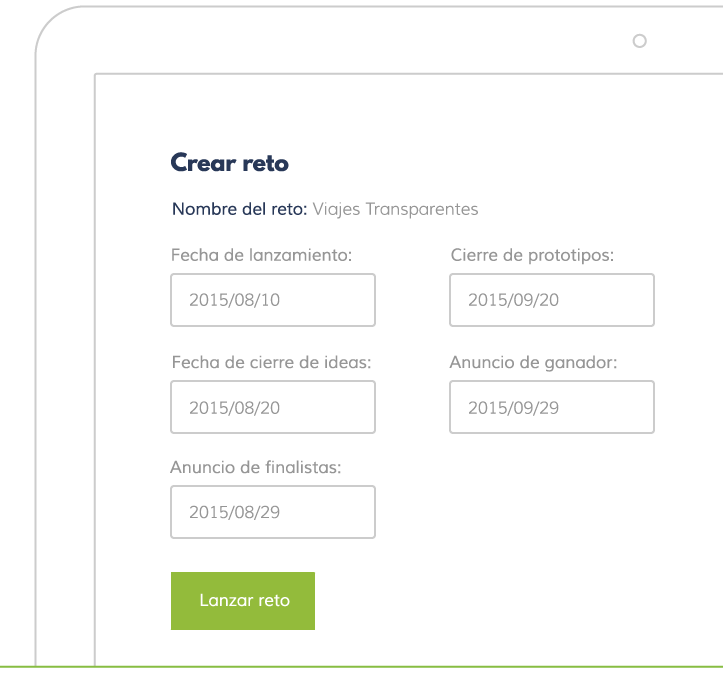 Crear reto
Nombre del reto: Viajes Transparentes
Fecha de lanzamiento:
2015/08/10
Cierre de prototipos:
2015/09/20
Fecha de cierre de ideas:
2015/08/20
Anuncio de ganador:
2015/09/29
Anuncio de finalistas:
2015/08/29
Lanzar reto